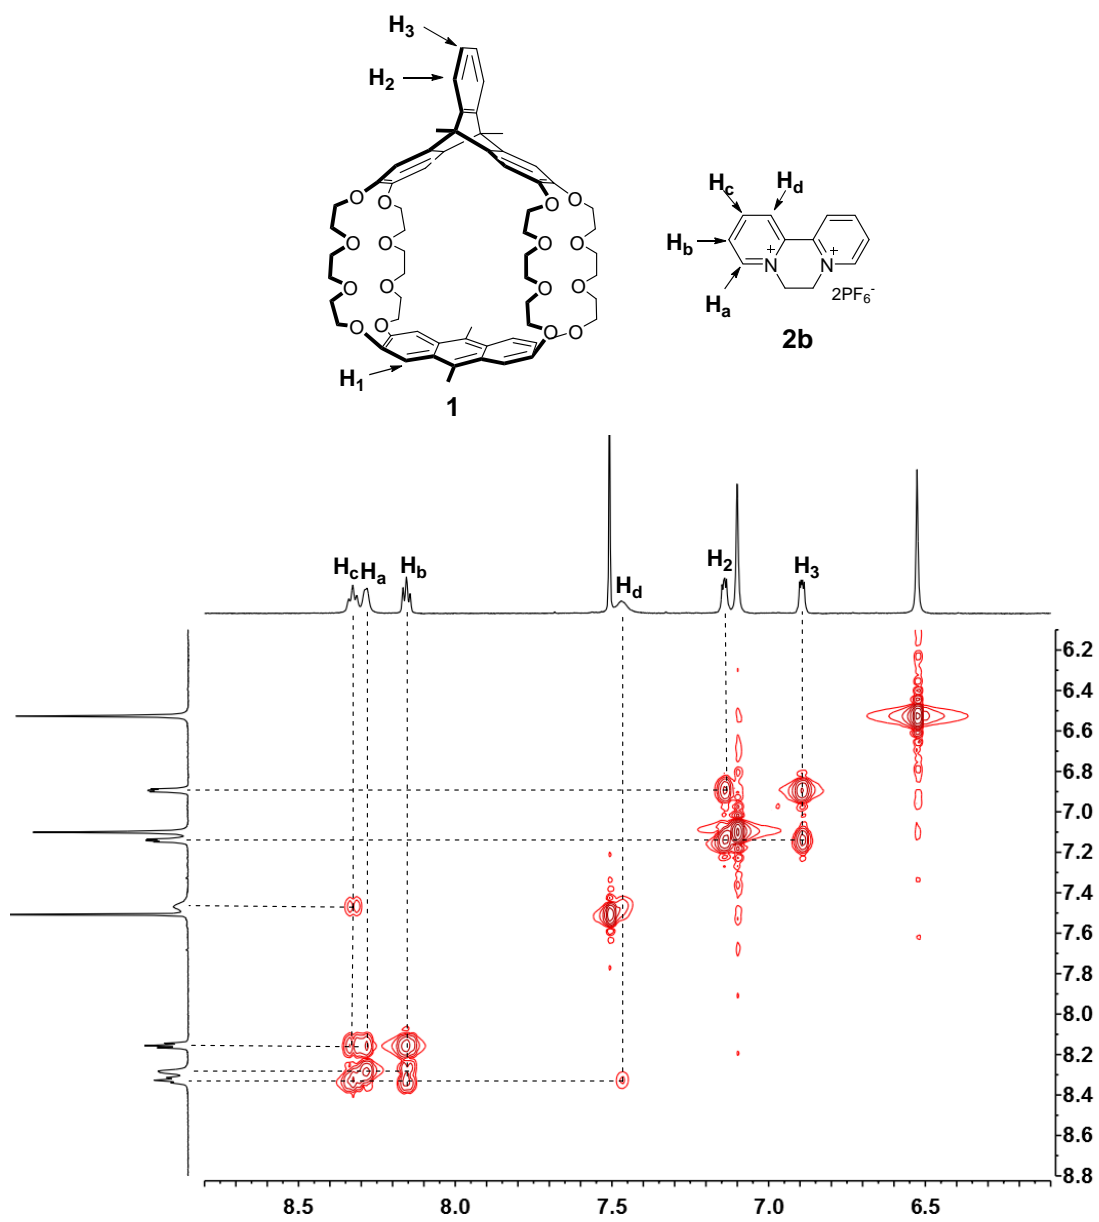 H3
H2
O O O O
O O O O
O O O O
O O O O
H1
1
Hc Hd
Hb
Ha
N+ N+
2PF6-
2b
Hc Ha Hb Hd H2 H3
6.2
6.4
6.6
6.8
7.0
7.2
7.4
7.6
7.8
8.0
8.2
8.4
8.6
8.8
8.5 8.0 7.5 7.0 6.5